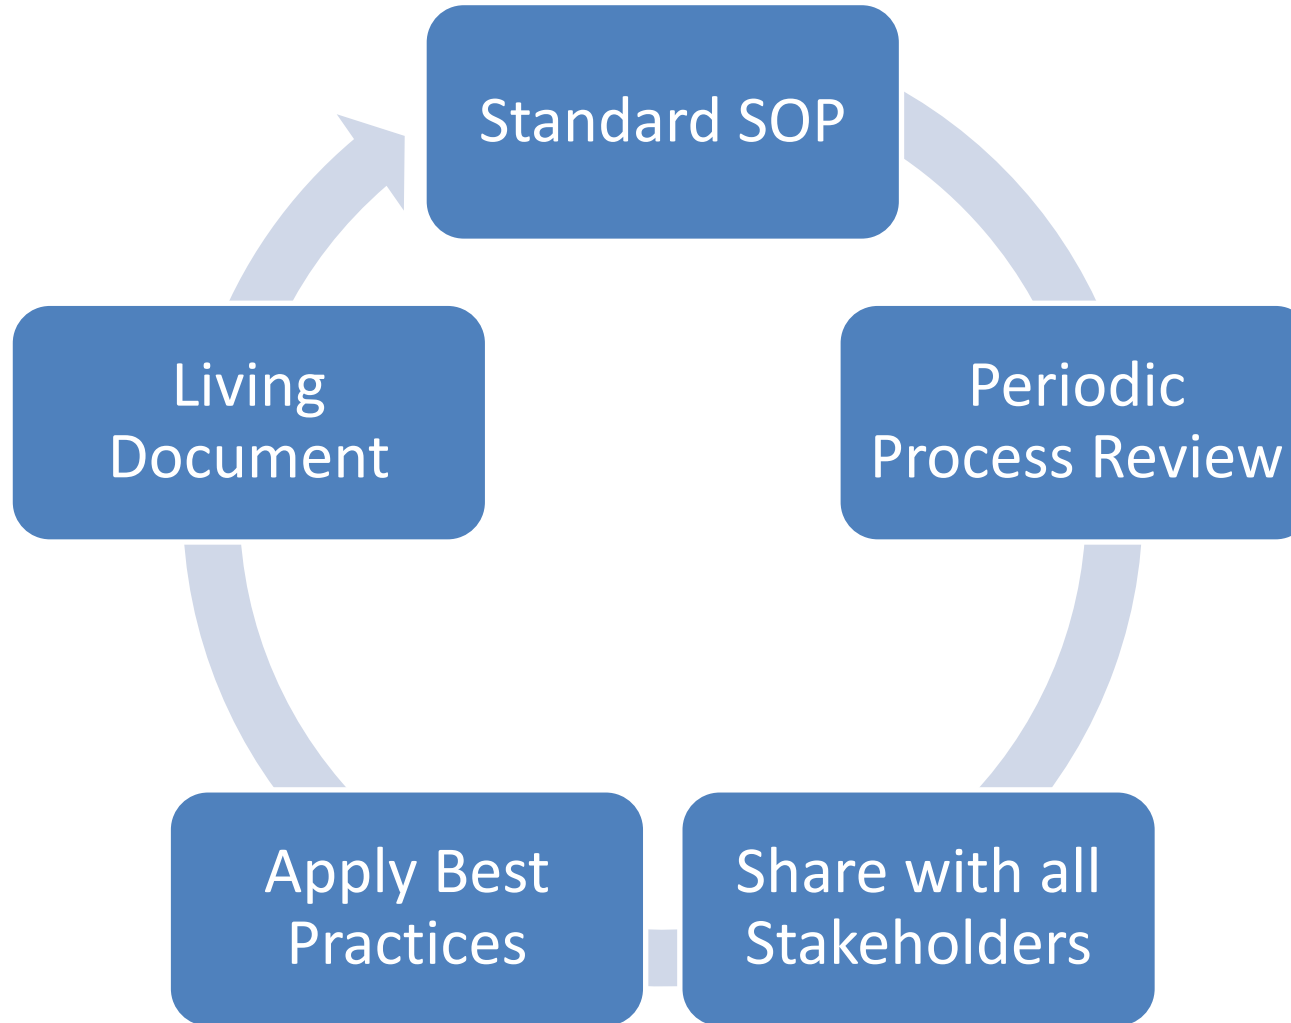 Standard SOP
Periodic
Process Review
Share with all
Stakeholders
Apply Best
Practices
Living
Document